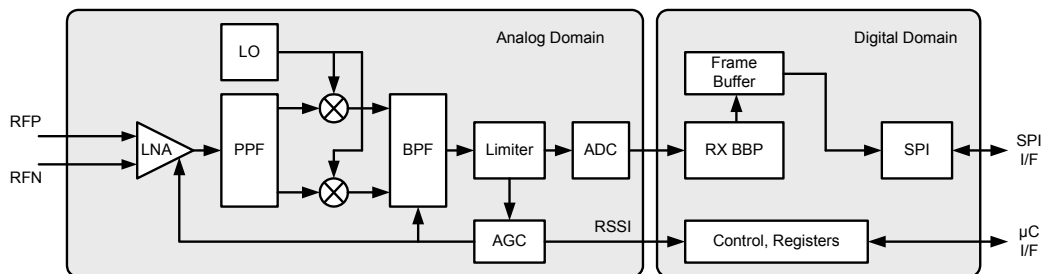 Analog Domain
Digital Domain
LO
Frame
Buffer
RFP
RFN
LNA
PPF
BPF
Limiter
ADC
RX BBP
SPI
SPI
I/F
AGC
RSSI
Control, Registers
µC
I/F